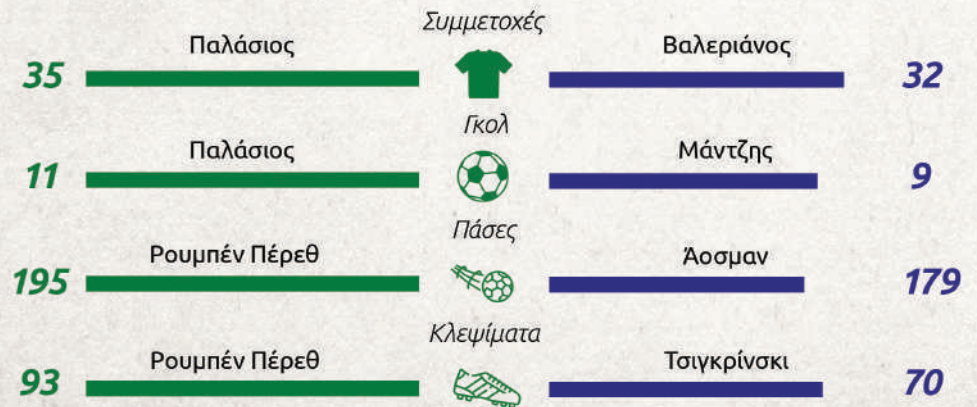 Συμμετοχές
Παλάσιος Βαλεριάνος
35 32
Γκολ
Παλάσιος Μάντζης
11 9
Πάσες
Ρουμπέν Πέρεθ Άοσμαν
195 179
Κλεψίματα
Ρουμπέν Πέρεθ Τσιγκρίνσκι
93 70